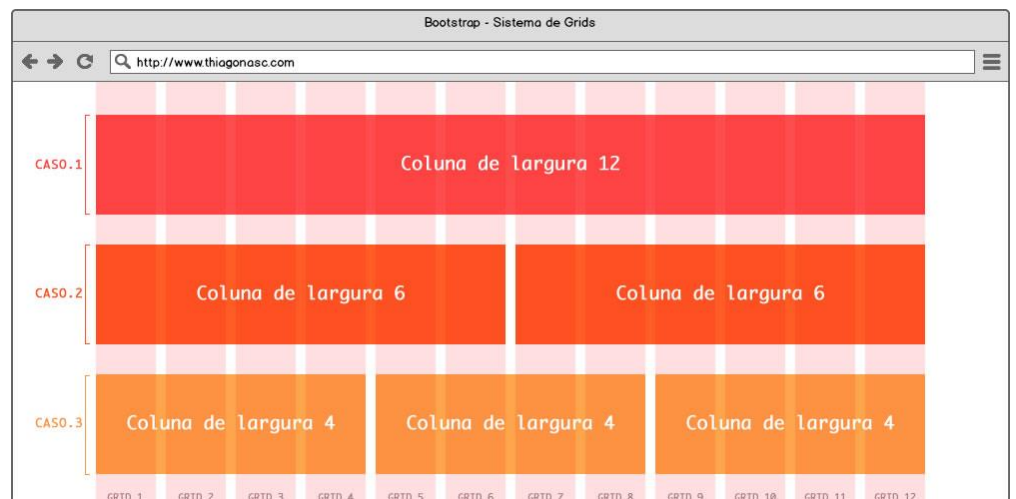 Bootstrap - Sistema de Grids
http://www.thiagonasc.com
CASO.1
Coluna de largura 12
CASO.2
Coluna de largura 6
Coluna de largura 6
CASO.3
Coluna de largura 4
Coluna de largura 4
Coluna de largura 4
GRID 1 GRID 2 GRID 3 GRID 4 GRID 5 GRID 6 GRID 7 GRID 8 GRID 9 GRID 10 GRID 11 GRID 12